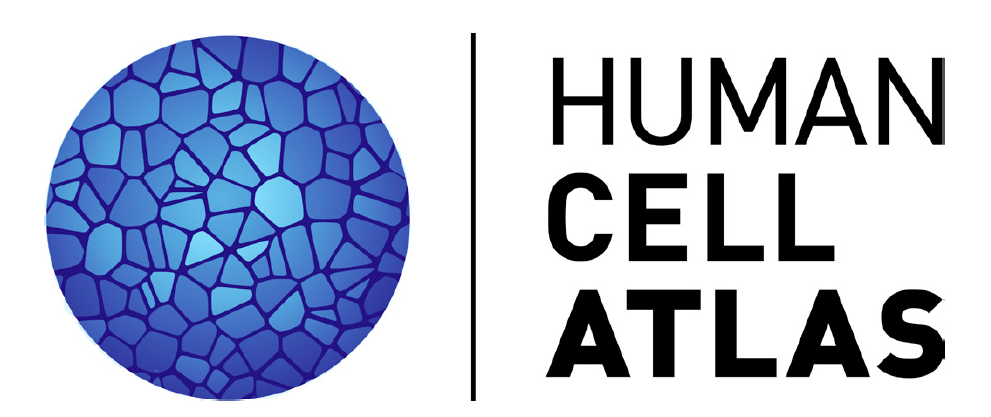 HUMAN
CELL
ATLAS